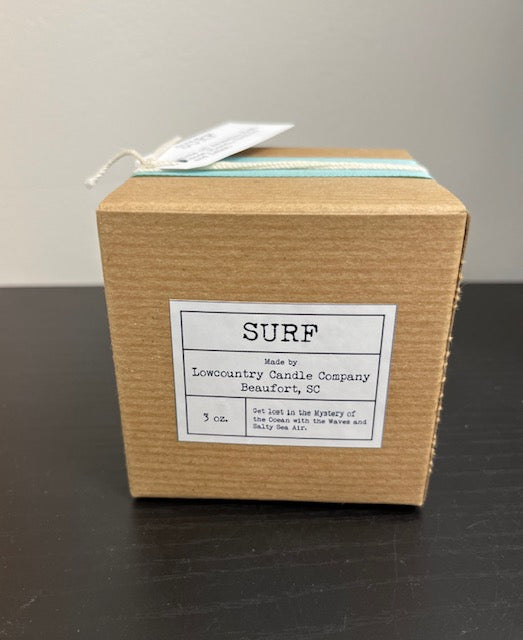 SURF
SURF
Made by
Lowcountry Candle Company
Beaufort, SC
3 oz.
Get lost in the Mystery of
the Ocean with the Waves and
Salty Sea Air.